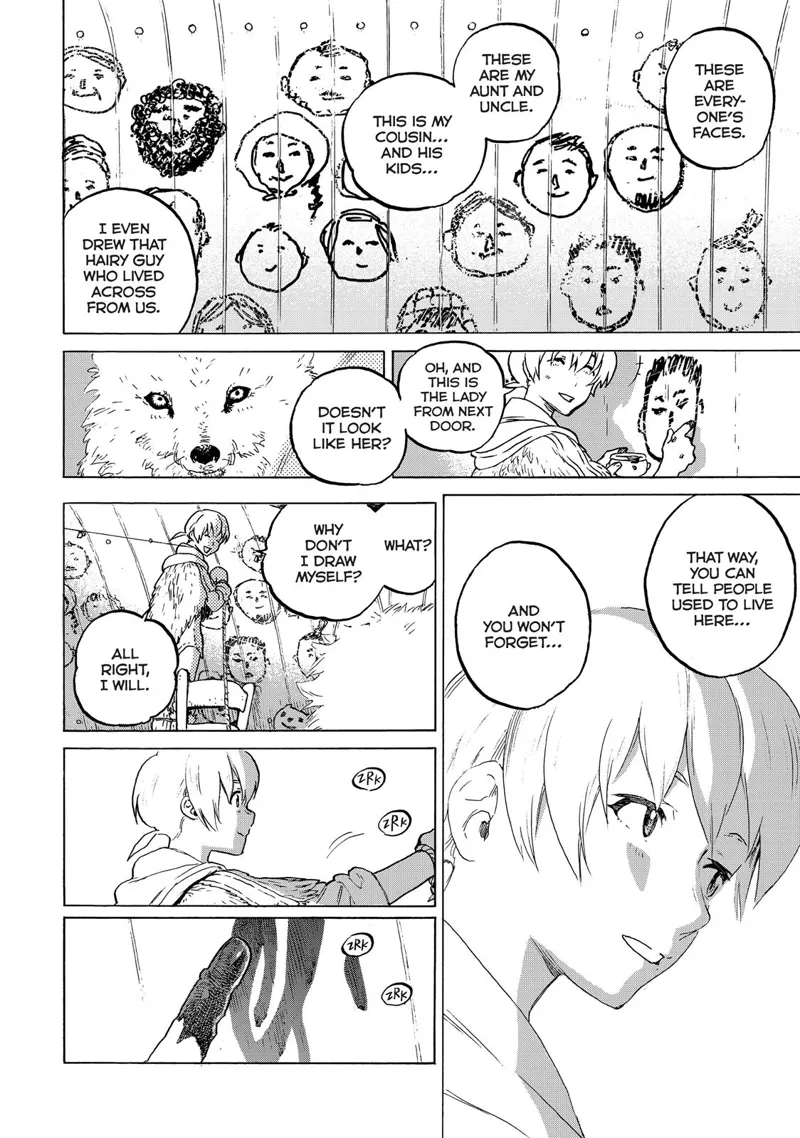 THESE
ARE
EVERY-
ONE'S
FACES.
THESE
ARE MY
AUNT AND
UNCLE.
THIS IS MY
COUSIN...
AND HIS
KIDS...
I EVEN
DREW THAT
HAIRY GUY
WHO LIVED
ACROSS
FROM US.
OH, AND
THIS IS
THE LADY
FROM NEXT
DOOR.
DOESN'T
IT LOOK
LIKE HER?
THAT WAY,
YOU CAN
TELL PEOPLE
USED TO LIVE
HERE...
AND
YOU WON'T
FORGET...
WHAT?
WHY
DON'T
I DRAW
MYSELF?
ALL
RIGHT,
I WILL.
ZRK
ZRK
ZRK
ZRK